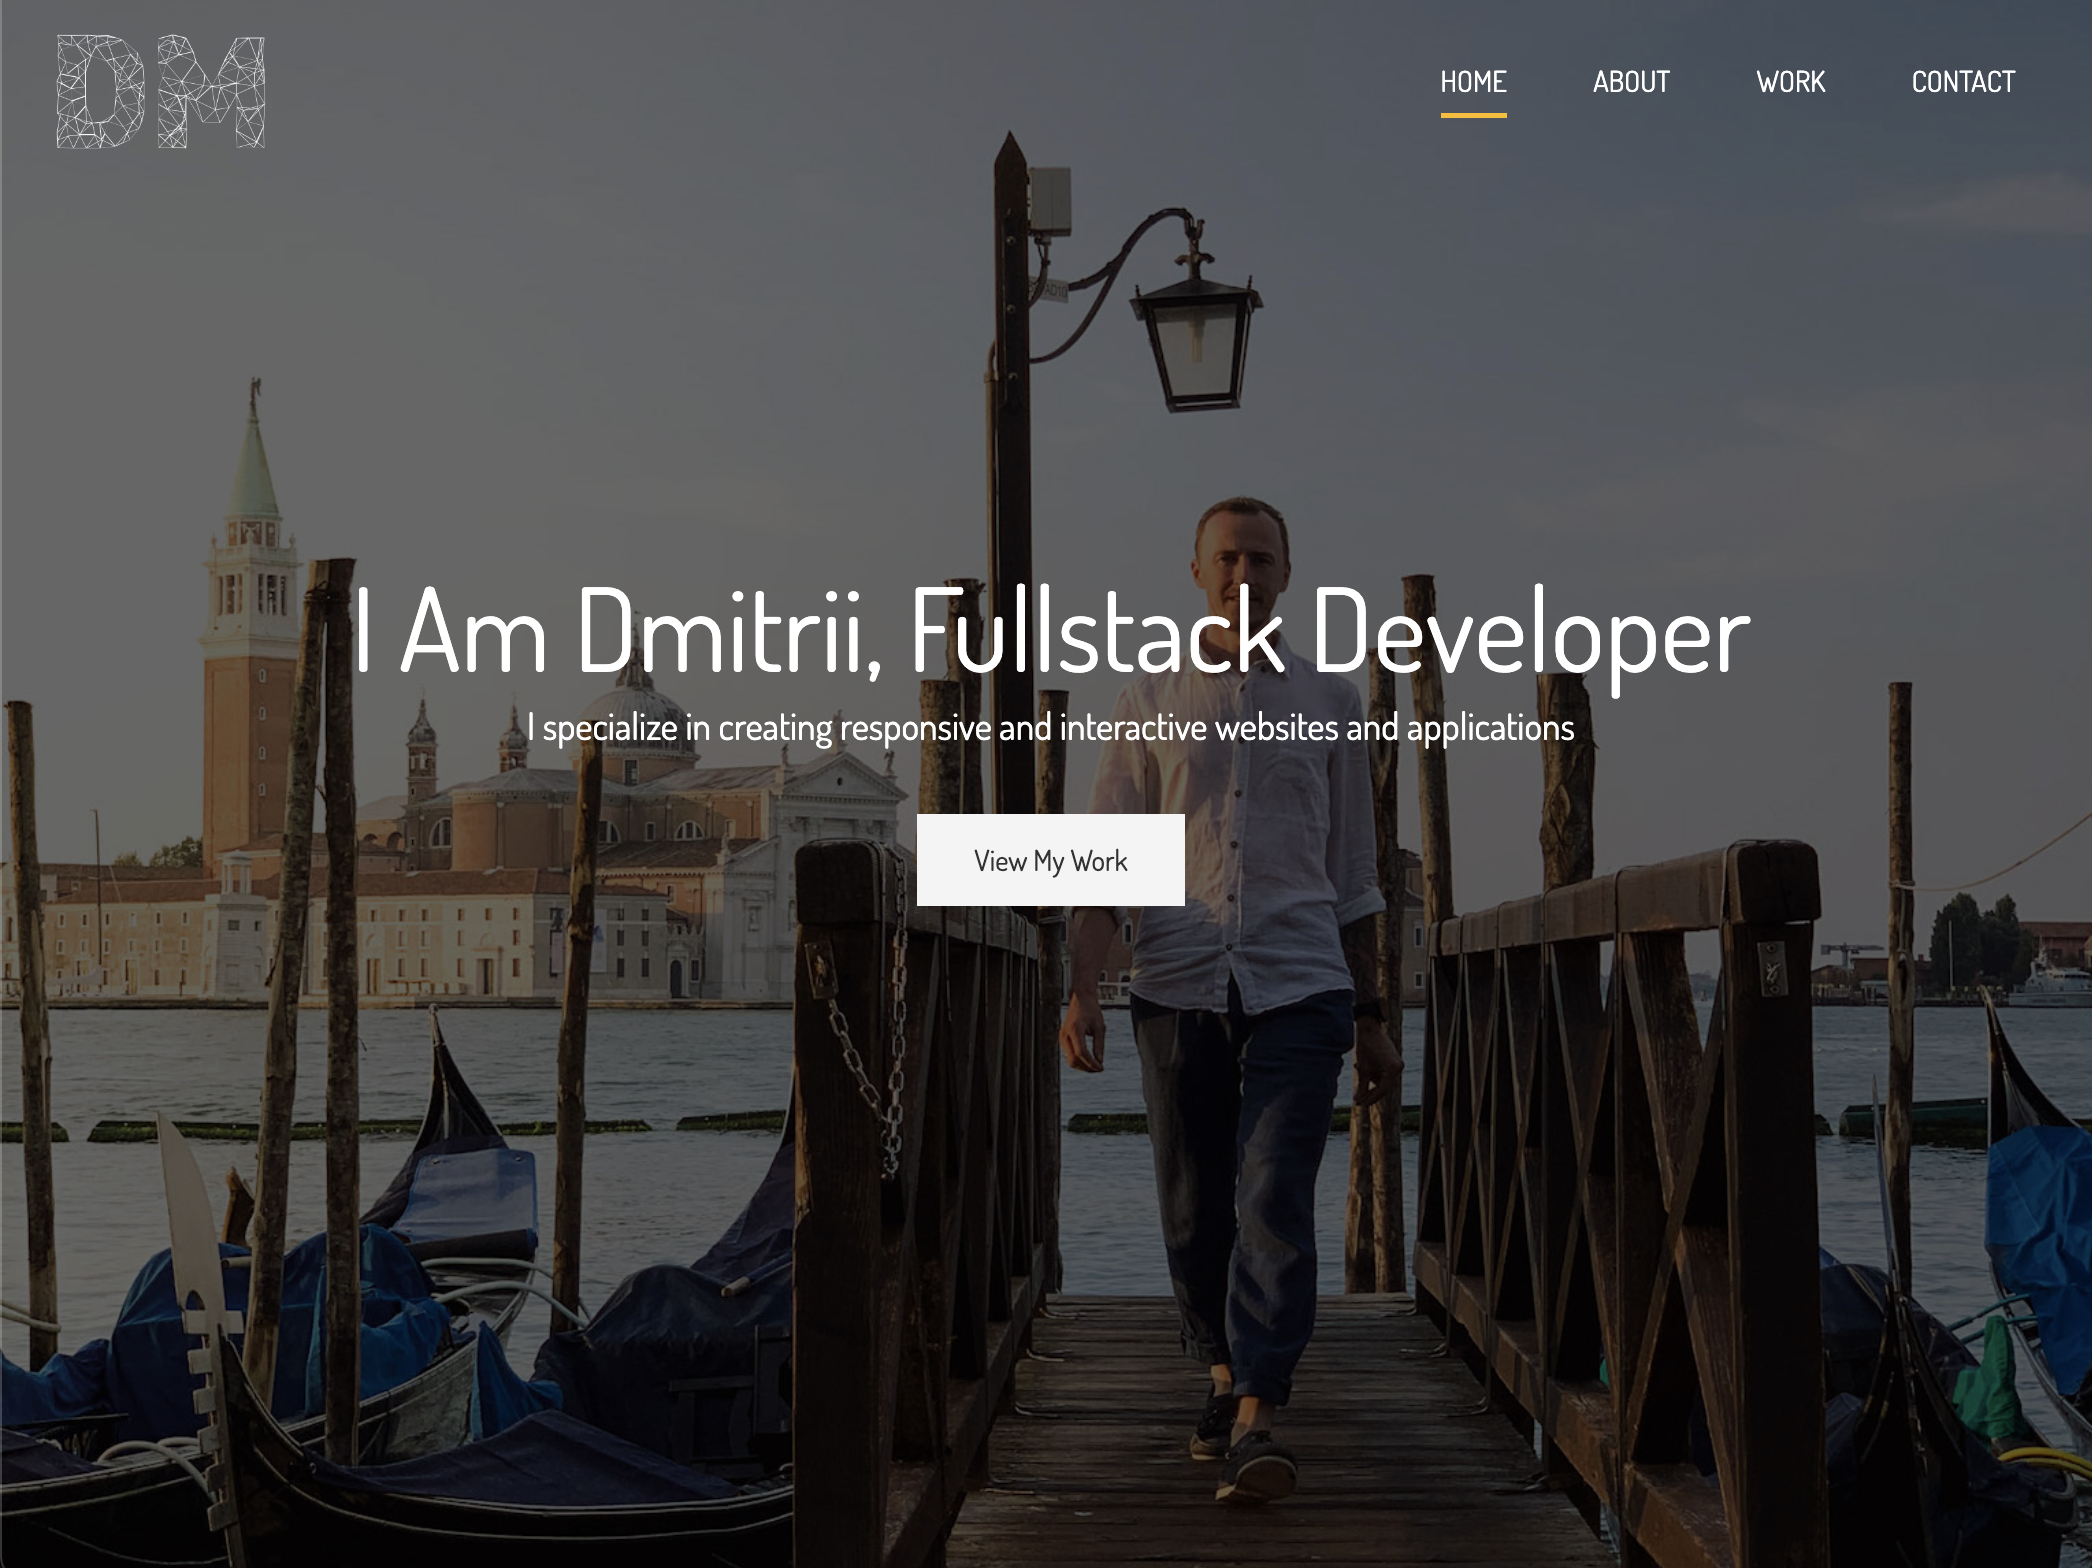 DM
HOME ABOUT WORK CONTACT
I Am Dmitrii, Fullstack Developer
I specialize in creating responsive and interactive websites and applications
View My Work